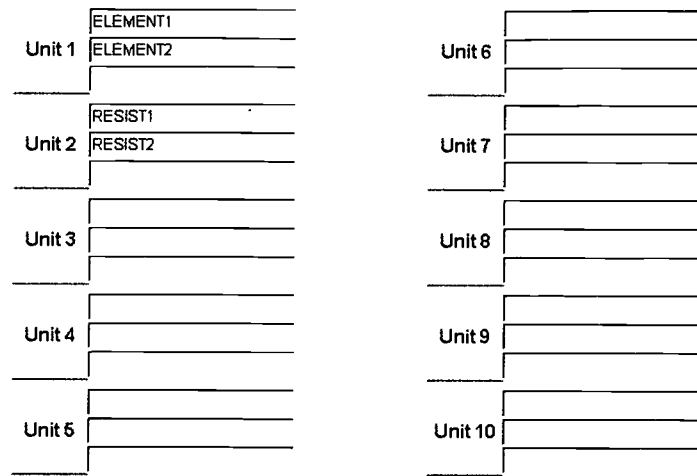 Unit 1
ELEMENT1
ELEMENT2
Unit 2
RESIST1
RESIST2
Unit 3
Unit 4
Unit 5
Unit 6
Unit 7
Unit 8
Unit 9
Unit 10